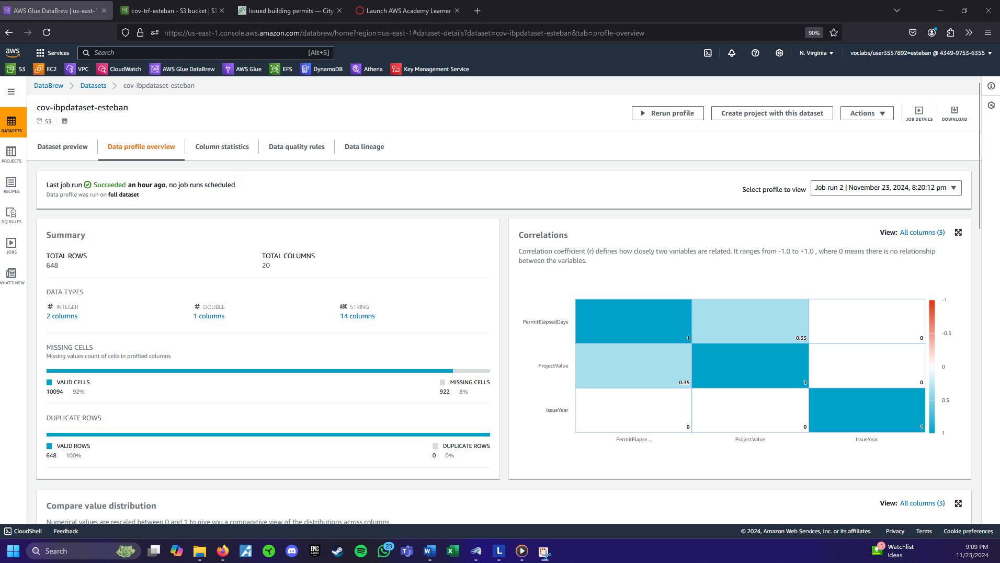 AWS Glue DataBrew | us-east-1
cov-trf-esteban - S3 bucket | S3
Issued building permits — City
Launch AWS Academy Learner
https://us-east-1.console.aws.amazon.com/databrew/home?region=us-east-1#dataset-details?dataset=cov-ibpdataset-esteban&tab=profile-overview
90%
aws
Services
Search
[Alt+S]
N. Virginia
voclabs/user3557892=esteban @ 4349-9753-6355
S3
EC2
VPC
CloudWatch
AWS Glue DataBrew
AWS Glue
EFS
DynamoDB
Athena
Key Management Service
DataBrew
Datasets
cov-ibpdataset-esteban
DATASETS
PROJECTS
RECIPES
DQ RULES
JOBS
WHAT'S NEW
cov-ibpdataset-esteban
S3
Rerun profile
Create project with this dataset
Actions
JOB DETAILS
DOWNLOAD
Dataset preview
Data profile overview
Column statistics
Data quality rules
Data lineage
Last job run Succeeded an hour ago, no job runs scheduled
Data profile was run on full dataset
Select profile to view
Job run 2 | November 23, 2024, 8:20:12 pm
Summary
TOTAL ROWS
648
TOTAL COLUMNS
20
DATA TYPES
# INTEGER
2 columns
# DOUBLE
1 columns
ABC STRING
14 columns
MISSING CELLS
Missing values count of cells in profiled columns
VALID CELLS
10094 92%
MISSING CELLS
922 8%
DUPLICATE ROWS
VALID ROWS
648 100%
DUPLICATE ROWS
0 0%
Correlations
View: All columns (3)
Correlation coefficient (r) defines how closely two variables are related. It ranges from -1.0 to +1.0 , where 0 means there is no relationship
between the variables.
PermitElapsedDays
1
0.35
0
ProjectValue
0.35
1
0
IssueYear
0
0
1
PermitElapse...
ProjectValue
IssueYear
-1
-0.5
0
0.5
1
Compare value distribution
View: All columns (3)
Numerical values are rescaled between 0 and 1 to give you a comparative view of the distributions across columns
CloudShell
Feedback
© 2024, Amazon Web Services, Inc. or its affiliates.
Privacy
Terms
Cookie preferences
Search
EPIC
GAMES
23
W
X
L
1
Watchlist
Ideas
9:09 PM
11/23/2024